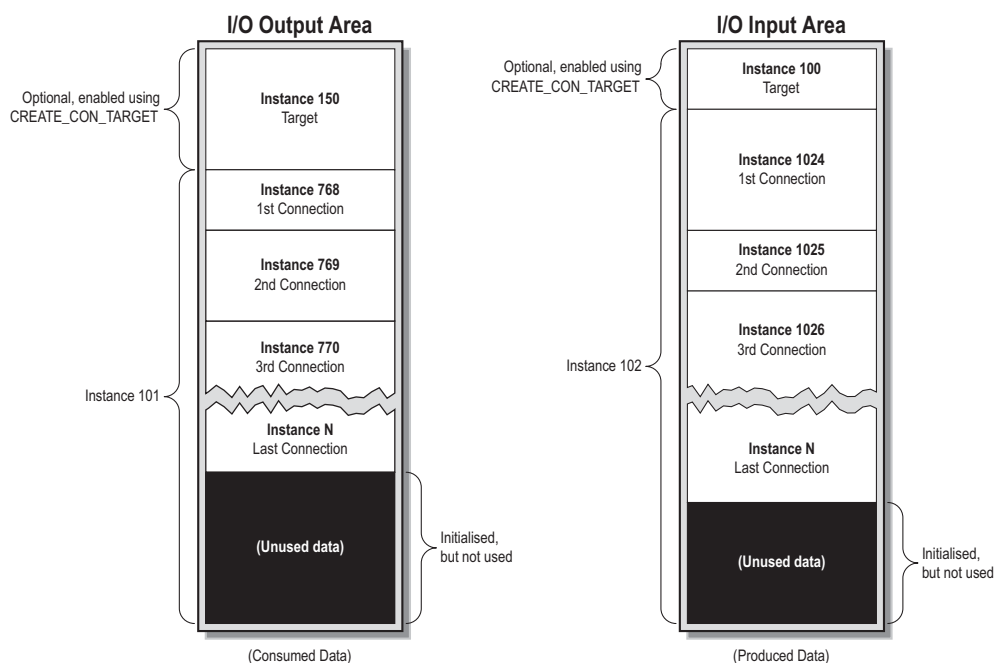 I/O Output Area
Optional, enabled using
CREATE_CON_TARGET
Instance 150
Target
Instance 768
1st Connection
Instance 769
2nd Connection
Instance 770
3rd Connection
Instance 101
Instance N
Last Connection
(Unused data)
Initialised,
but not used
(Consumed Data)
I/O Input Area
Optional, enabled using
CREATE_CON_TARGET
Instance 100
Target
Instance 1024
1st Connection
Instance 1025
2nd Connection
Instance 1026
3rd Connection
Instance 102
Instance N
Last Connection
(Unused data)
Initialised,
but not used
(Produced Data)